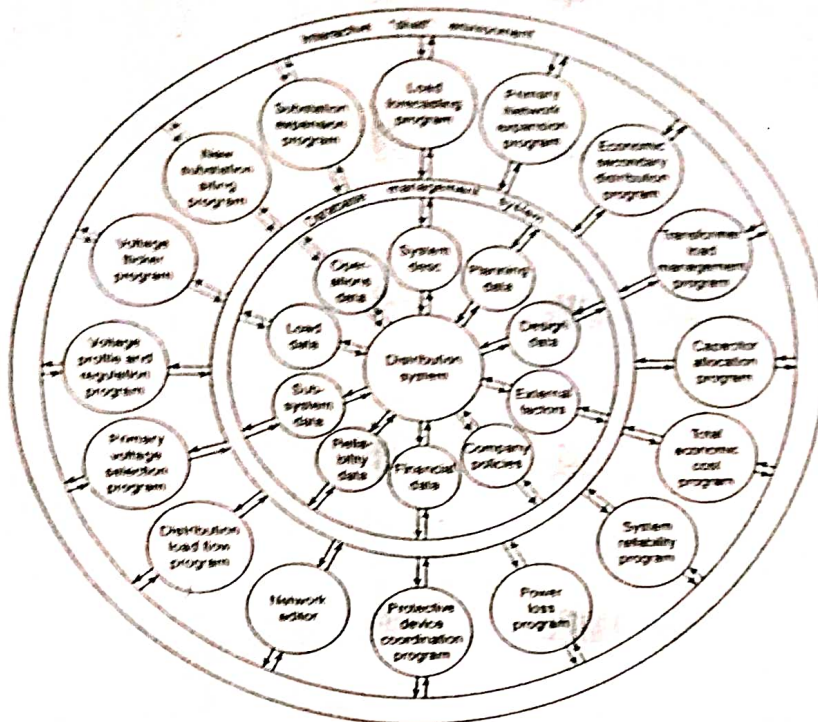 Interactive "shell" environment
Load
forecasting
program
Primary
Network
expansion
program
Economic
secondary
distribution
program
Transformer
load
management
program
Capacitor
allocation
program
Total
economic
cost
program
System
reliability
program
Power
loss
program
Protective
device
coordination
program
Network
editor
Distribution
load flow
program
Primary
voltage
selection
program
Voltage
profile and
regulation
program
Voltage
flicker
program
New
substation
siting
program
Substation
expansion
program
Database management system
System
desc
Planning
data
Design
data
External
factors
Company
policies
Financial
data
Relia-
bility
data
Sub-
system
data
Load
data
Oper-
ations
data
Distribution
system